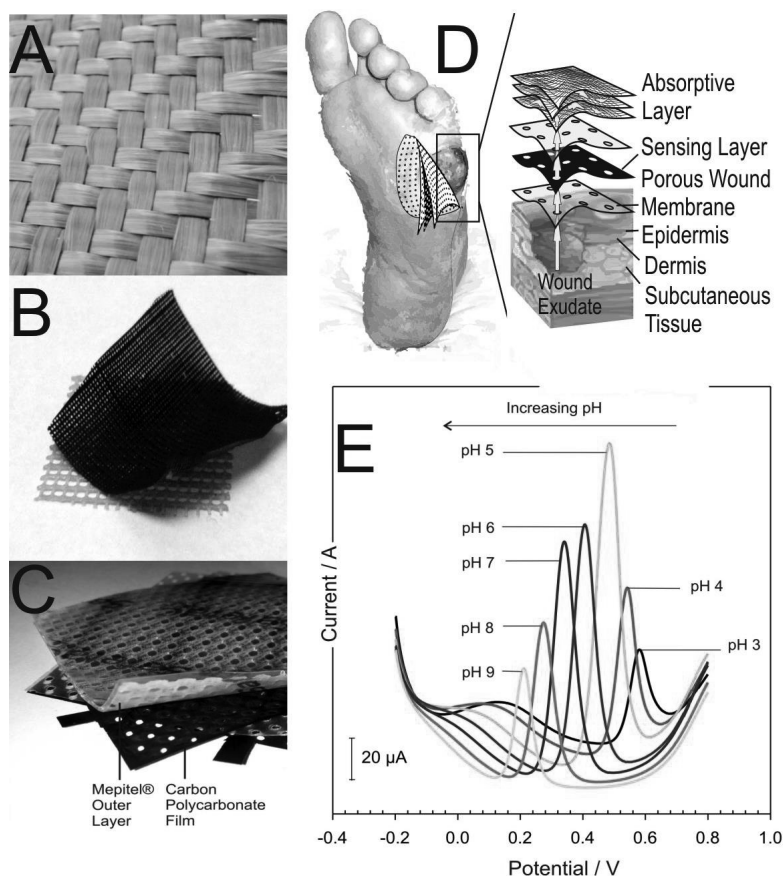 A
B
C
Mepitel® Carbon
Outer Polycarbonate
Layer Film
D
Absorptive
Layer
Sensing Layer
Porous Wound
Membrane
Epidermis
Dermis
Subcutaneous
Tissue
Wound
Exudate
E
Increasing pH
pH 5
pH 6
pH 7
pH 4
pH 8
pH 3
pH 9
20 µA
Current / A
-0.4 -0.2 0.0 0.2 0.4 0.6 0.8 1.0
Potential / V